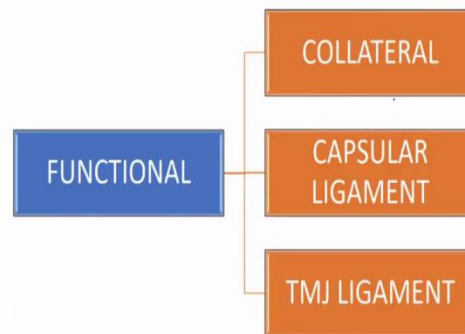 FUNCTIONAL
COLLATERAL
CAPSULAR
LIGAMENT
TMJ LIGAMENT